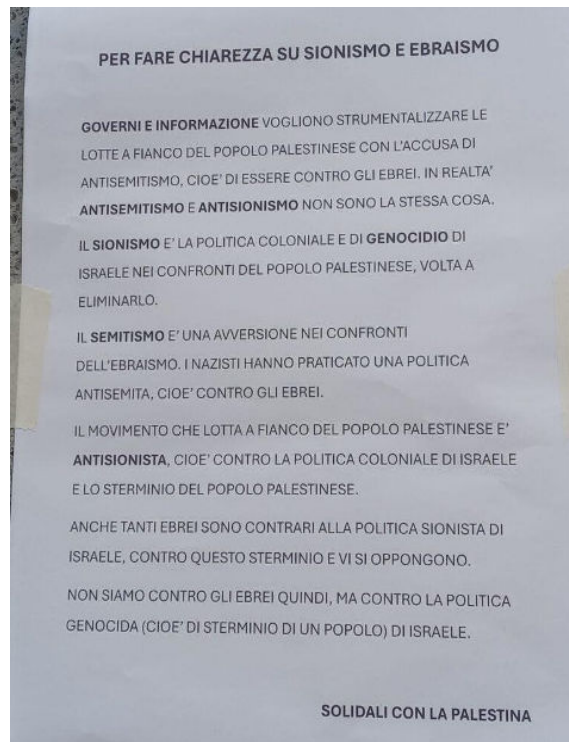 PER FARE CHIAREZZA SU SIONISMO E EBRAISMO
GOVERNI E INFORMAZIONE VOGLIONO STRUMENTALIZZARE LE
LOTTE A FIANCO DEL POPOLO PALESTINESE CON L'ACCUSA DI
ANTISEMITISMO, CIOE' DI ESSERE CONTRO GLI EBREI. IN REALTA'
ANTISEMITISMO E ANTISIONISMO NON SONO LA STESSA COSA.
IL SIONISMO E' LA POLITICA COLONIALE E DI GENOCIDIO DI
ISRAELE NEI CONFRONTI DEL POPOLO PALESTINESE, VOLTA A
ELIMINARLO.
IL SEMITISMO E' UNA AVVERSIONE NEI CONFRONTI
DELL'EBRAISMO. I NAZISTI HANNO PRATICATO UNA POLITICA
ANTISEMITA, CIOE' CONTRO GLI EBREI.
IL MOVIMENTO CHE LOTTA A FIANCO DEL POPOLO PALESTINESE E'
ANTISIONISTA, CIOE' CONTRO LA POLITICA COLONIALE DI ISRAELE
E LO STERMINIO DEL POPOLO PALESTINESE.
ANCHE TANTI EBREI SONO CONTRARI ALLA POLITICA SIONISTA DI
ISRAELE, CONTRO QUESTO STERMINIO E VI SI OPPONGONO.
NON SIAMO CONTRO GLI EBREI QUINDI, MA CONTRO LA POLITICA
GENOCIDA (CIOE' DI STERMINIO DI UN POPOLO) DI ISRAELE.
SOLIDALI CON LA PALESTINA